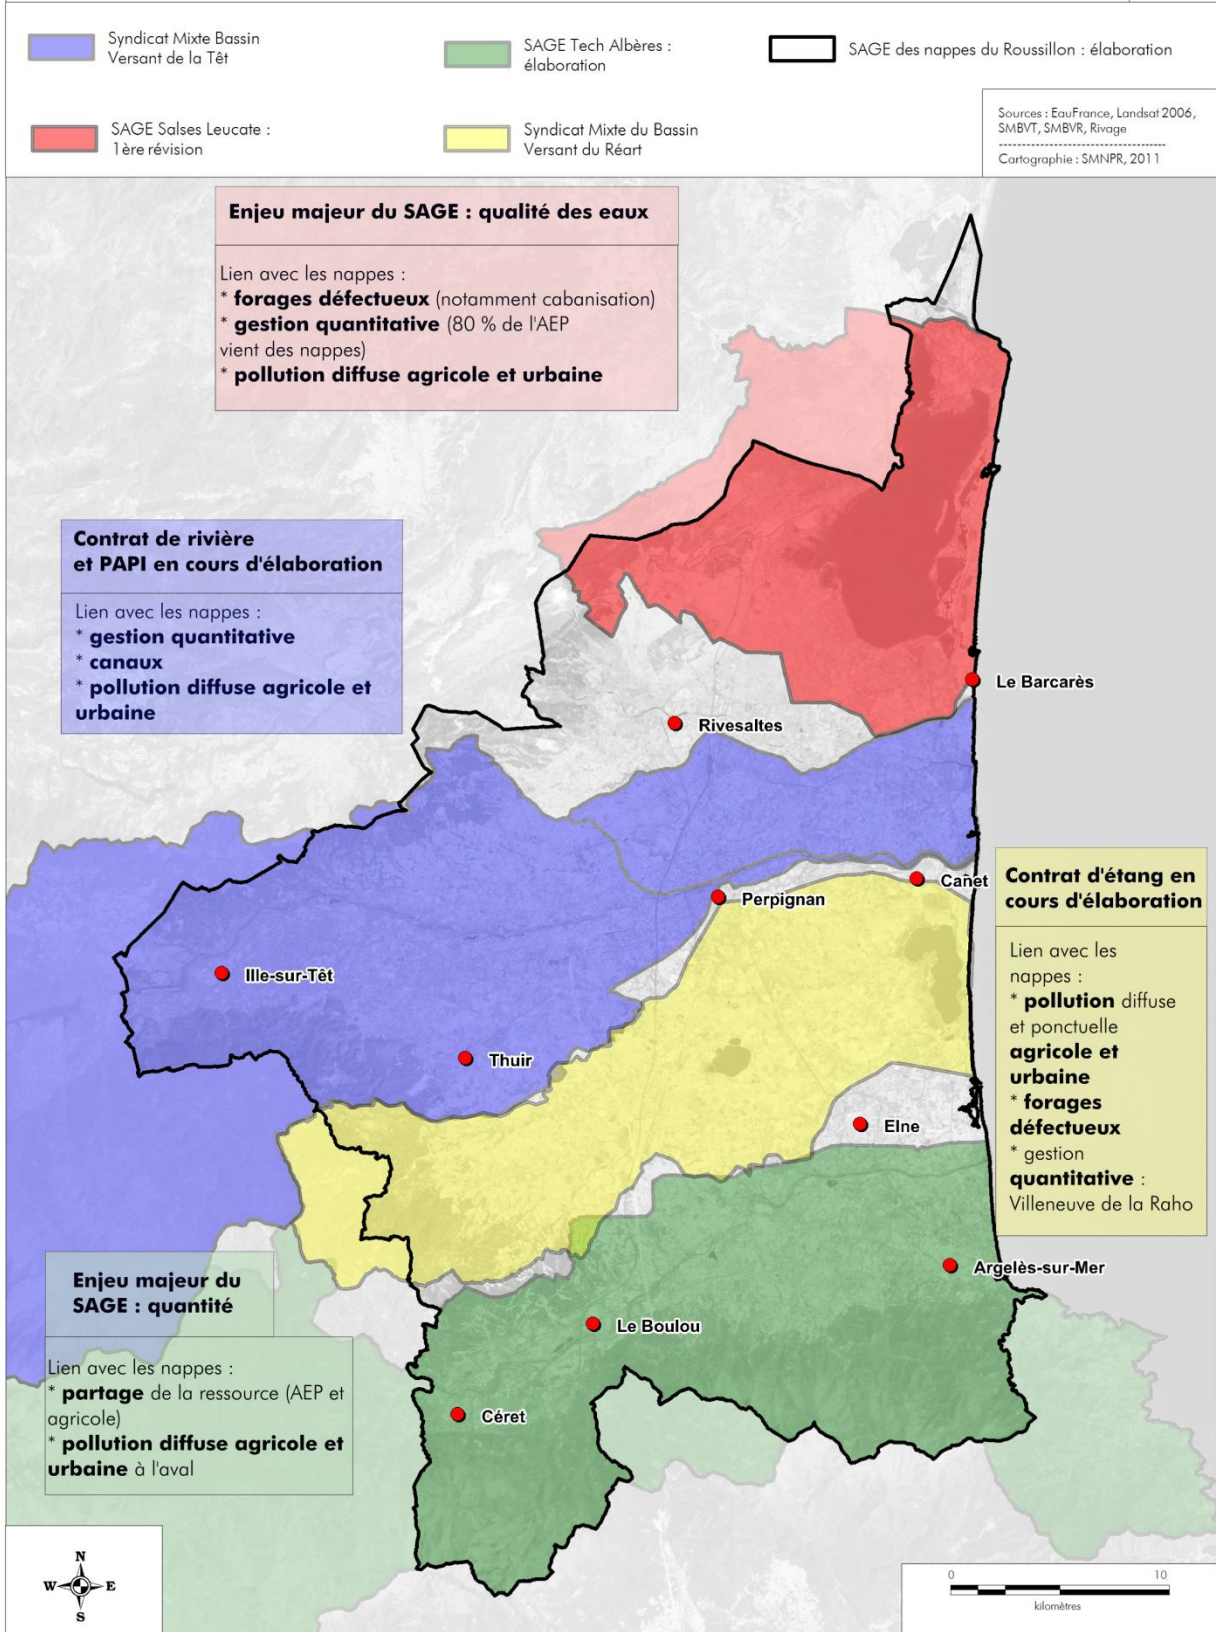 Syndicat Mixte Bassin
Versant de la Têt
SAGE Tech Albères :
élaboration
SAGE des nappes du Roussillon : élaboration
SAGE Salses Leucate :
1ère révision
Syndicat Mixte du Bassin
Versant du Réart
Sources : EauFrance, Landsat 2006,
SMBVT, SMBVR, Rivage
Cartographie : SMNPR, 2011
Enjeu majeur du SAGE : qualité des eaux
Lien avec les nappes :
* forages défectueux (notamment cabanisation)
* gestion quantitative (80 % de l'AEP
vient des nappes)
* pollution diffuse agricole et urbaine
Contrat de rivière
et PAPI en cours d'élaboration
Lien avec les nappes :
* gestion quantitative
* canaux
* pollution diffuse agricole et
urbaine
Le Barcarès
Rivesaltes
Canet
Perpignan
Ille-sur-Têt
Thuir
Elne
Contrat d'étang en
cours d'élaboration
Lien avec les
nappes :
* pollution diffuse
et ponctuelle
agricole et
urbaine
* forages
défectueux
* gestion
quantitative :
Villeneuve de la Raho
Argelès-sur-Mer
Le Boulou
Céret
Enjeu majeur du
SAGE : quantité
Lien avec les nappes :
* partage de la ressource (AEP et
agricole)
* pollution diffuse agricole et
urbaine à l'aval
N
W E
S
0 10
kilomètres